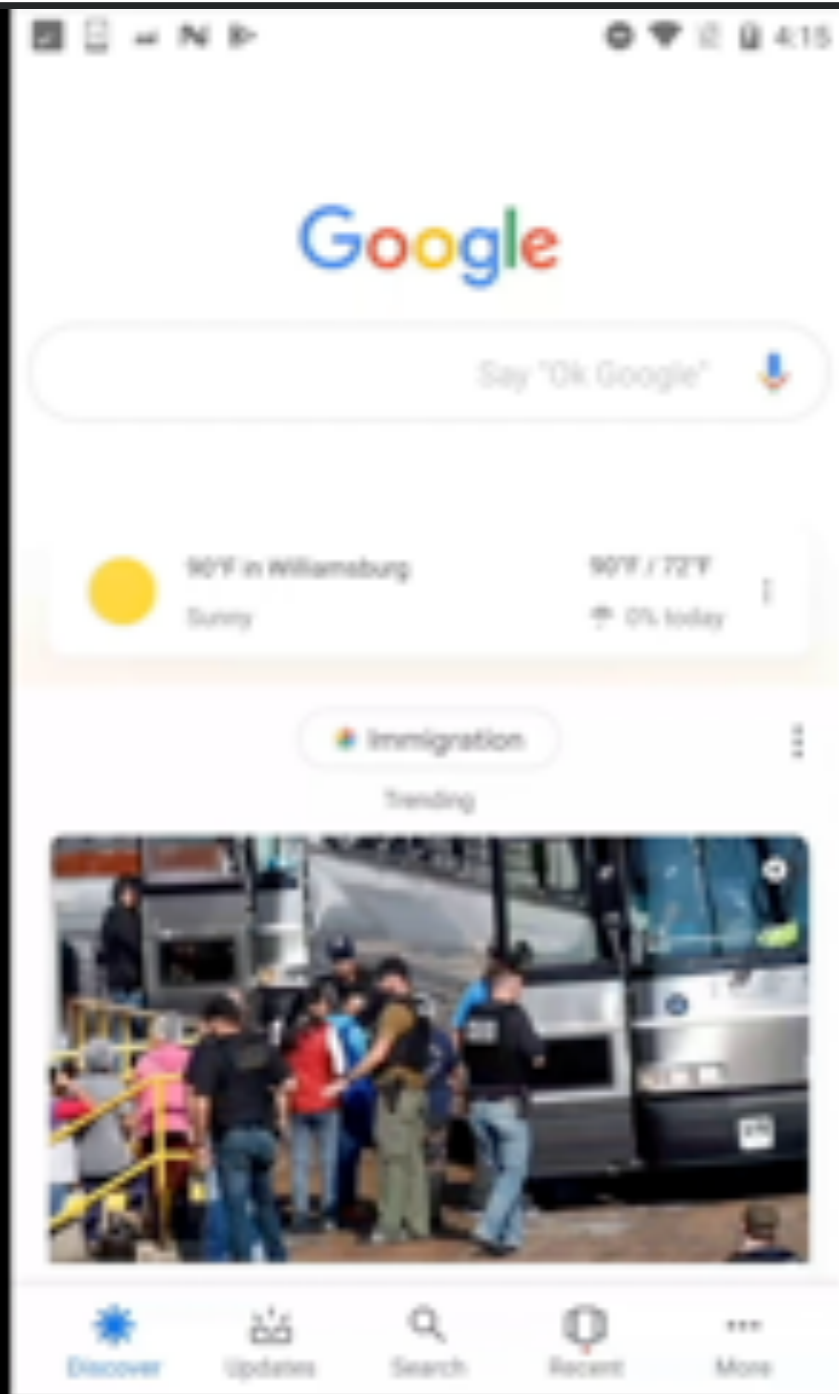 4:15
Google
Say "Ok Google"
90°F in Williamsburg
90°F / 72°F
Sunny
0% today
Immigration
Trending
Discover
Updates
Search
Recent
More